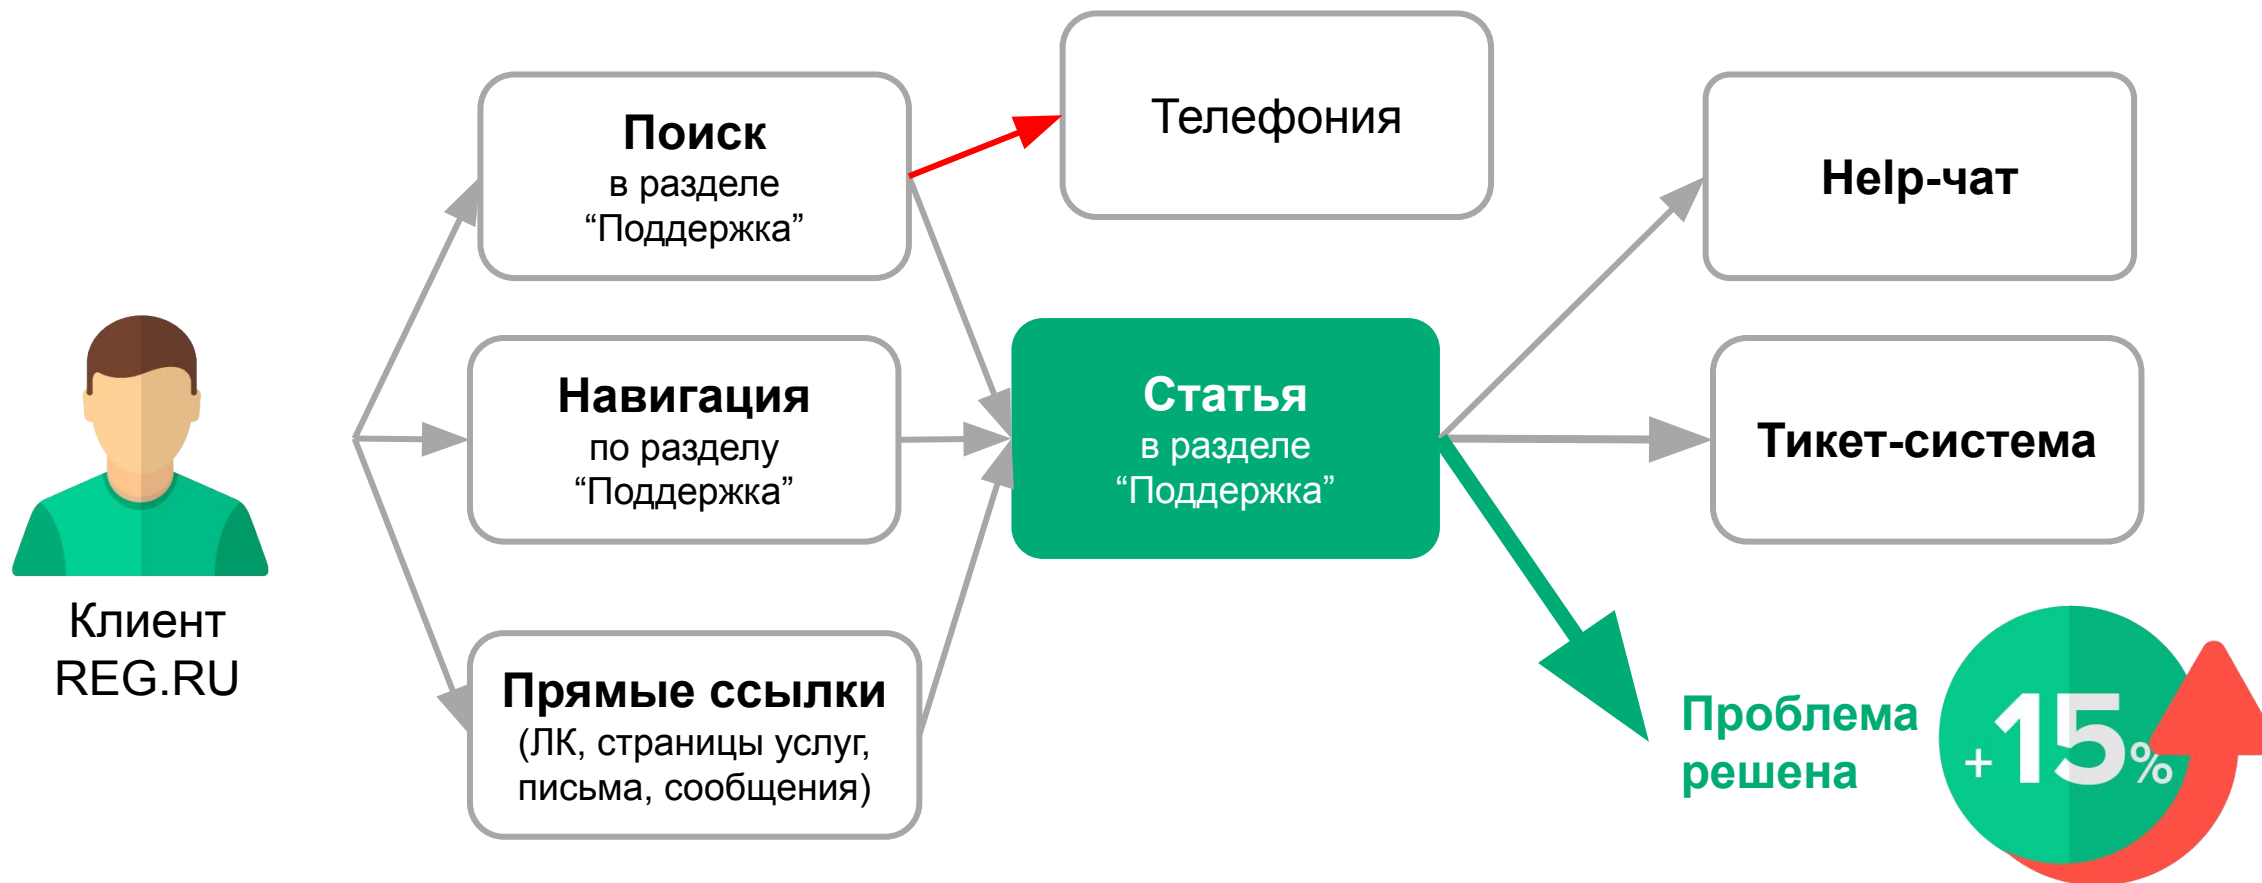 Клиент
REG.RU
Поиск
в разделе
“Поддержка”
Навигация
по разделу
“Поддержка”
Прямые ссылки
(ЛК, страницы услуг,
письма, сообщения)
Телефония
Статья
в разделе
“Поддержка”
Help-чат
Тикет-система
Проблема
решена
+15%